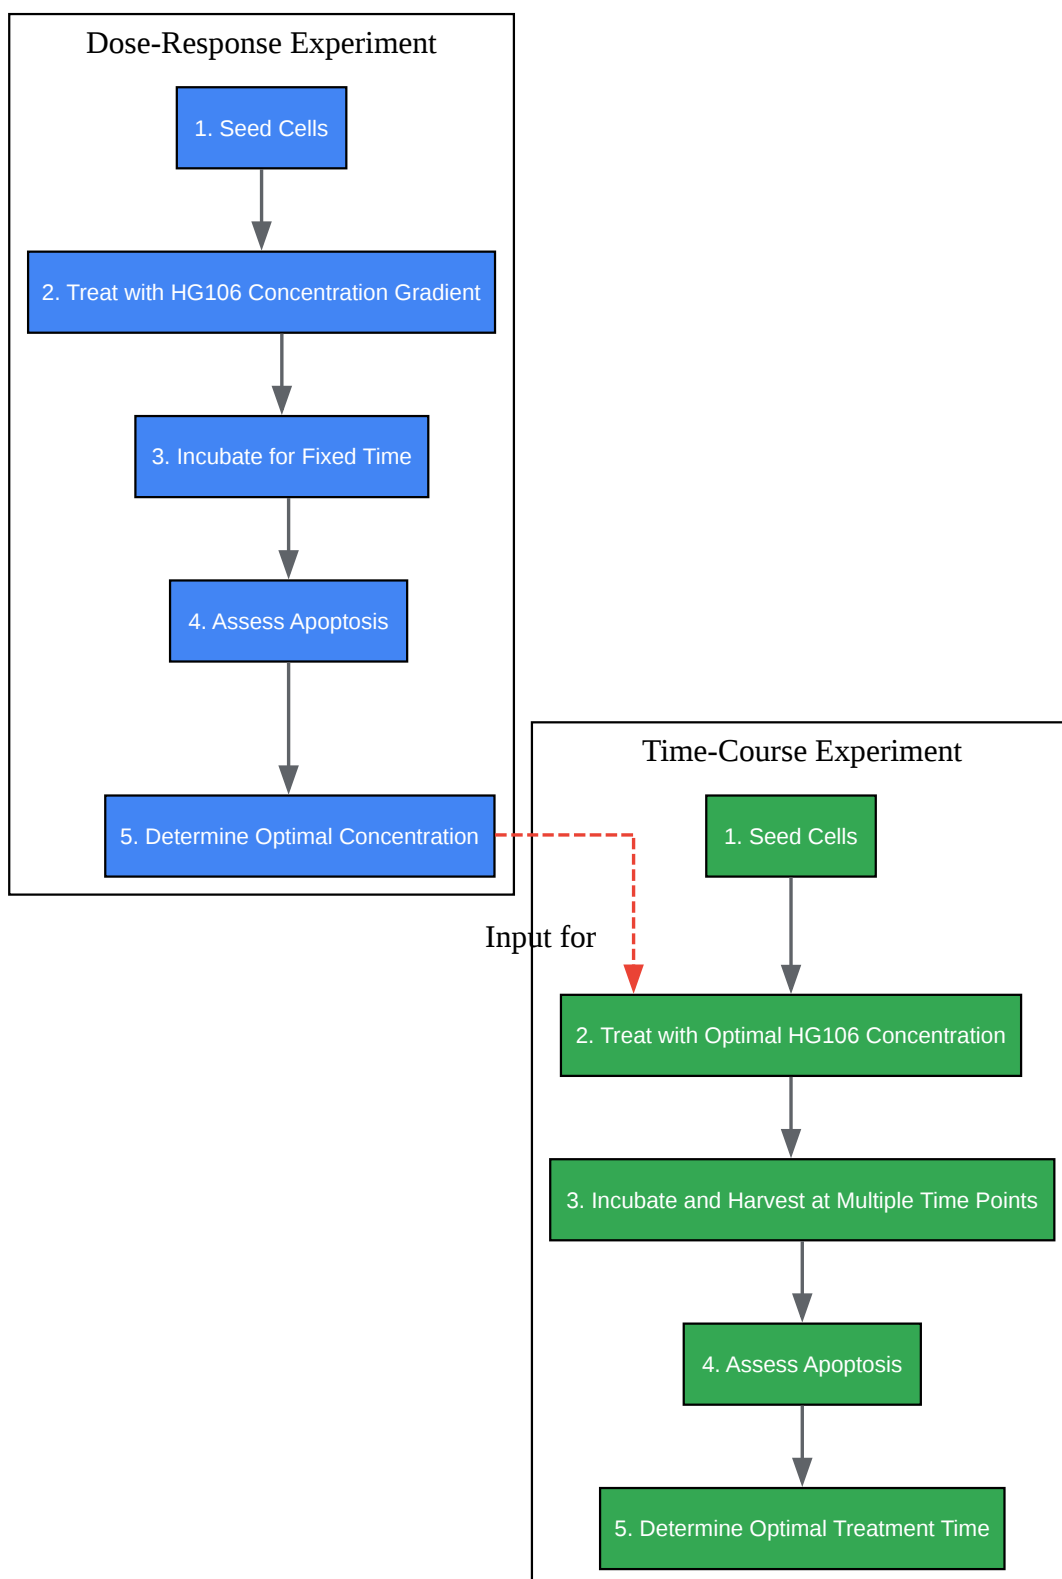 Dose-Response Experiment
1. Seed Cells
2. Treat with HG106 Concentration Gradient
3. Incubate for Fixed Time
4. Assess Apoptosis
5. Determine Optimal Concentration
Input for
Time-Course Experiment
1. Seed Cells
2. Treat with Optimal HG106 Concentration
3. Incubate and Harvest at Multiple Time Points
4. Assess Apoptosis
5. Determine Optimal Treatment Time